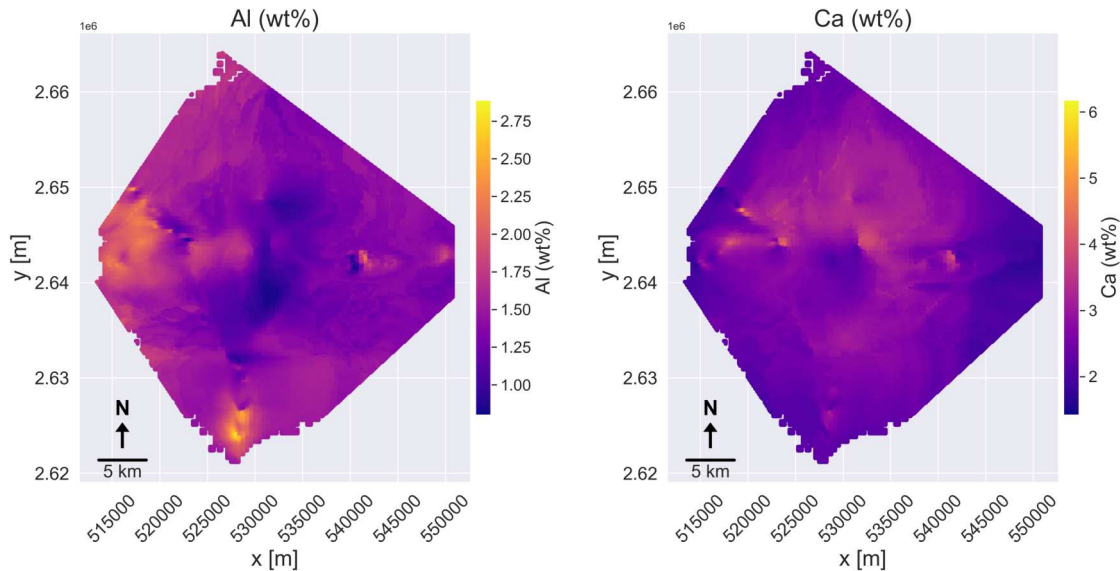 Al (wt%)
1e6
2.66
2.65
2.64
2.63
2.62
y [m]
N
5 km
515000
520000
525000
530000
535000
540000
545000
550000
x [m]
2.75
2.50
2.25
2.00
1.75
1.50
1.25
1.00
Al (wt%)
Ca (wt%)
1e6
2.66
2.65
2.64
2.63
2.62
y [m]
N
5 km
515000
520000
525000
530000
535000
540000
545000
550000
x [m]
6
5
4
3
2
Ca (wt%)